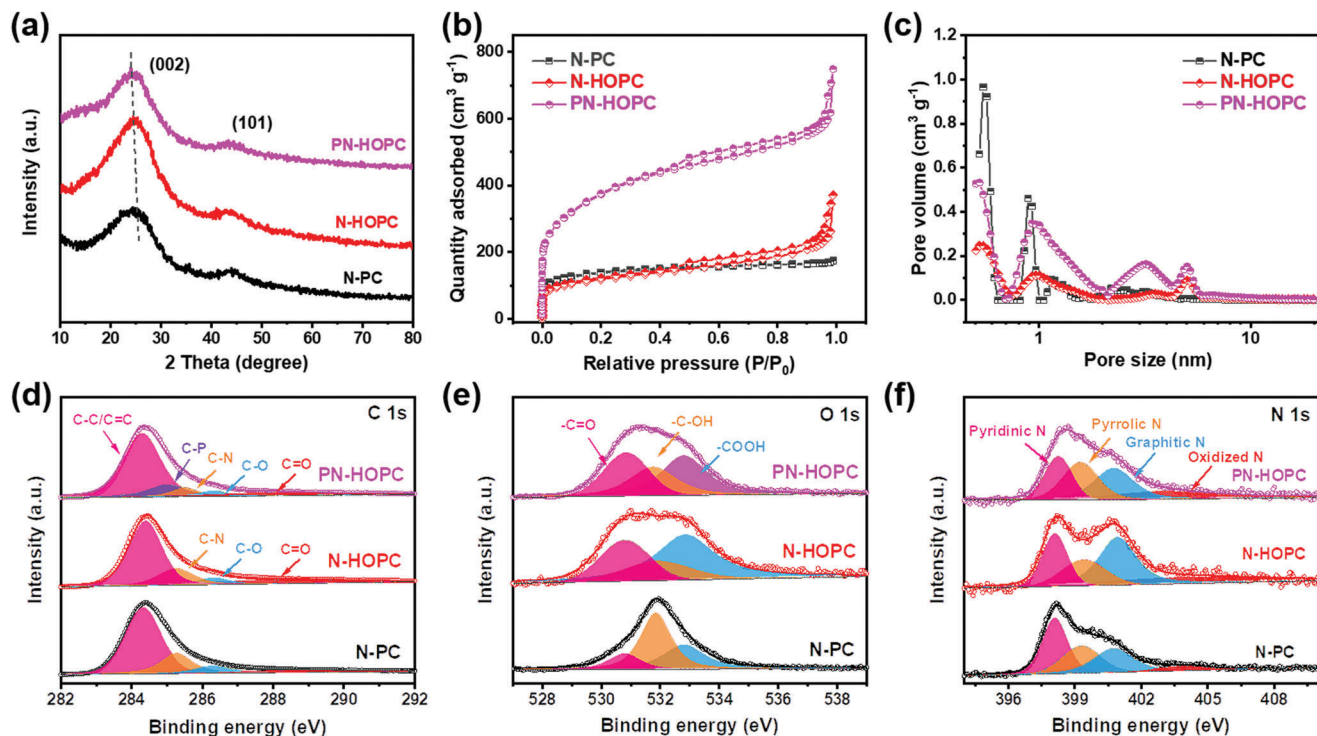 (a)
(002)
(101)
PN-HOPC
N-HOPC
N-PC
Intensity (a.u.)
10 20 30 40 50 60 70 80
2 Theta (degree)
(b)
N-PC
N-HOPC
PN-HOPC
Quantity adsorbed (cm³ g⁻¹)
800
600
400
200
0
0.0 0.2 0.4 0.6 0.8 1.0
Relative pressure (P/P₀)
(c)
N-PC
N-HOPC
PN-HOPC
Pore volume (cm³ g⁻¹)
1.2
1.0
0.8
0.6
0.4
0.2
0.0
1 10
Pore size (nm)
(d)
C 1s
C-C/C=C
C-P
C-N
C-O
C=O
PN-HOPC
C-N
C-O
C=O
N-HOPC
N-PC
Intensity (a.u.)
282 284 286 288 290 292
Binding energy (eV)
(e)
O 1s
-C=O
-C-OH
-COOH
PN-HOPC
N-HOPC
N-PC
Intensity (a.u.)
528 530 532 534 536 538
Binding energy (eV)
(f)
N 1s
Pyridinic N
Pyrrolic N
Graphitic N
Oxidized N
PN-HOPC
N-HOPC
N-PC
Intensity (a.u.)
396 399 402 405 408
Binding energy (eV)